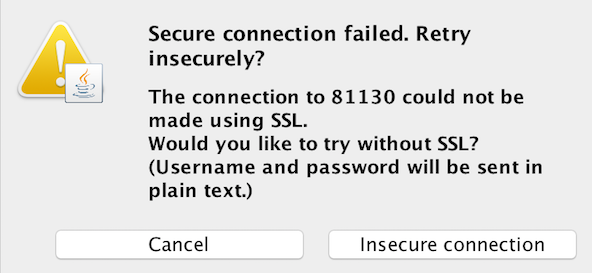 Secure connection failed. Retry
insecurely?
The connection to 81130 could not be
made using SSL.
Would you like to try without SSL?
(Username and password will be sent in
plain text.)
Cancel
Insecure connection